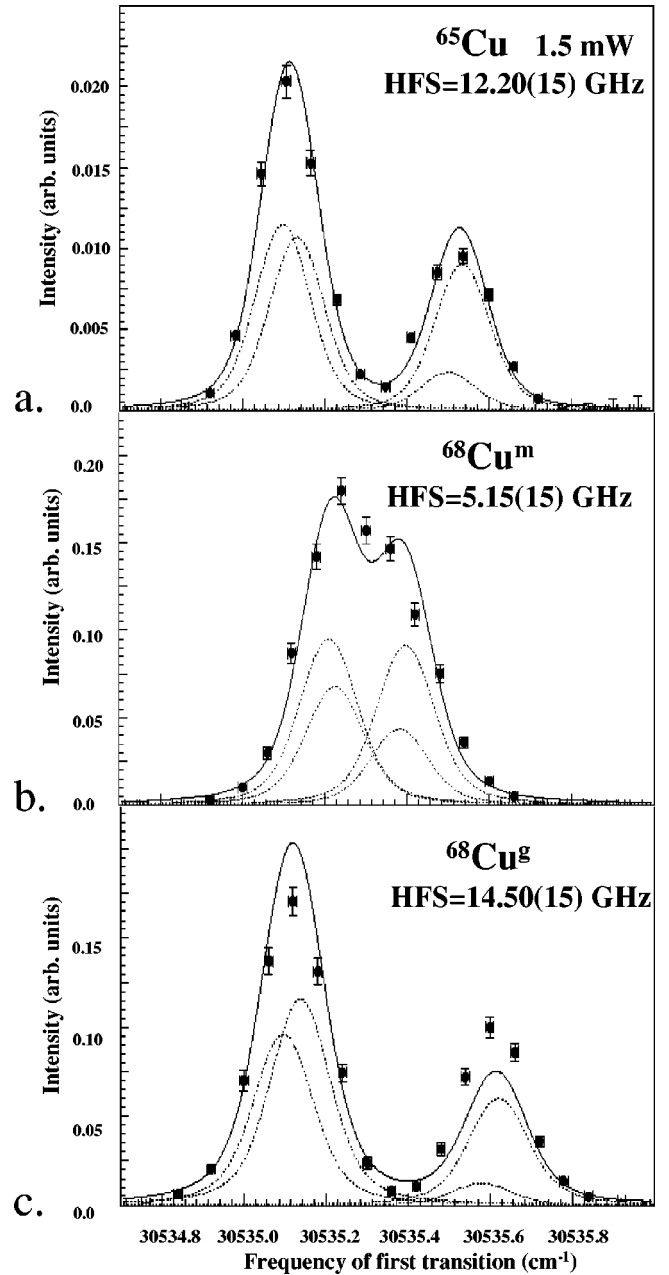 ⁶⁵Cu 1.5 mW
HFS=12.20(15) GHz
Intensity (arb. units)
0.020
0.015
0.010
0.005
0.0
a.
⁶⁸Cuᵐ
HFS=5.15(15) GHz
Intensity (arb. units)
0.20
0.15
0.10
0.05
0.0
b.
⁶⁸Cuᵍ
HFS=14.50(15) GHz
Intensity (arb. units)
0.15
0.10
0.05
0.0
c.
30534.8 30535.0 30535.2 30535.4 30535.6 30535.8
Frequency of first transition (cm⁻¹)